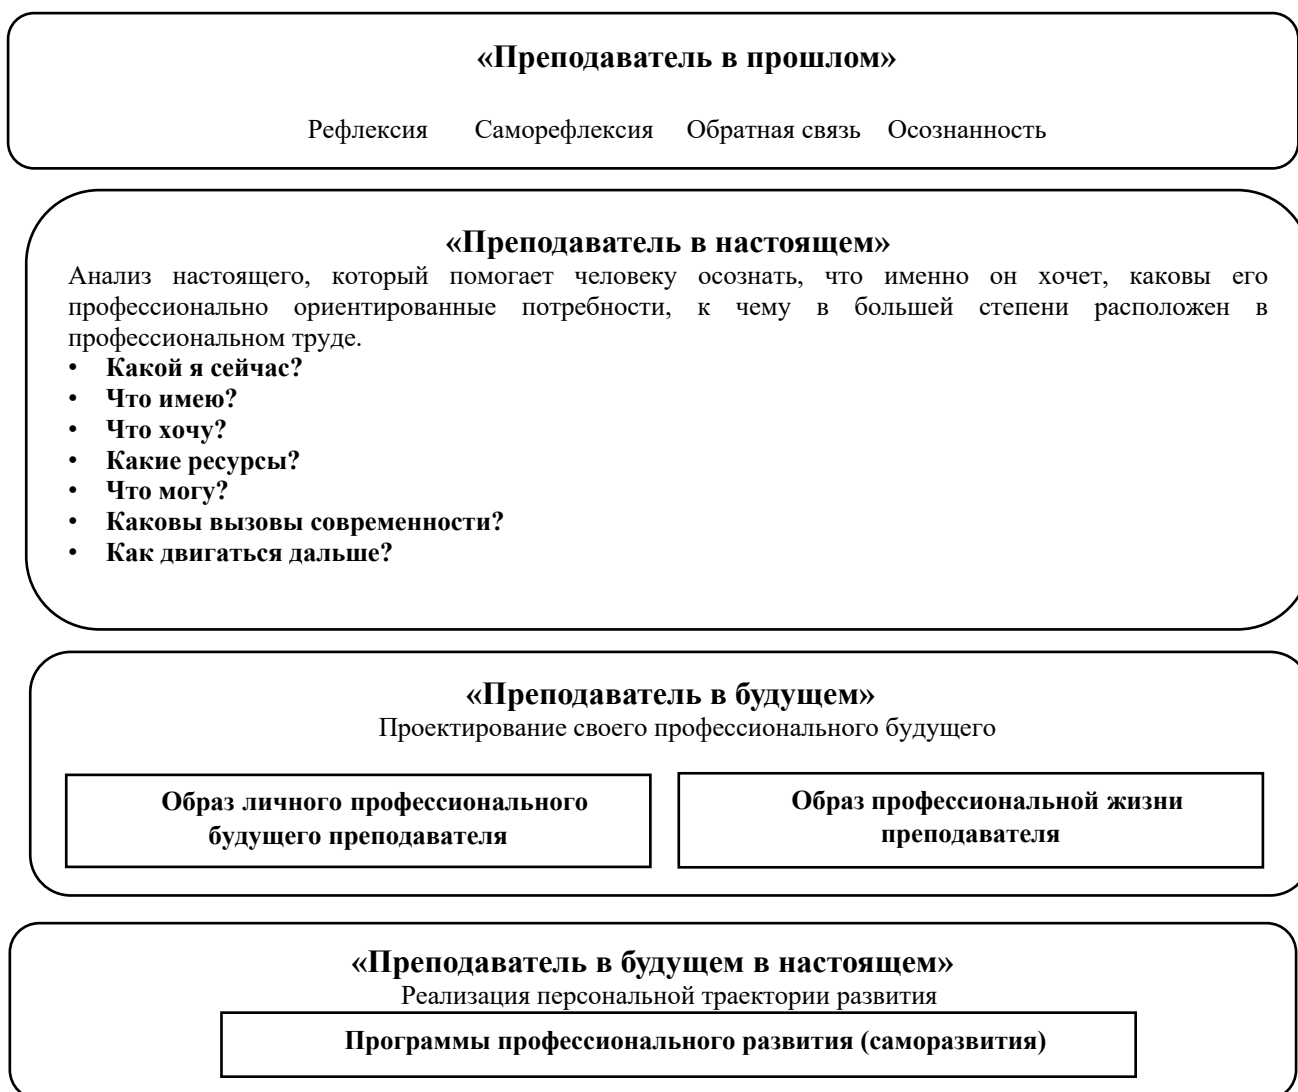 «Преподаватель в прошлом»
Рефлексия Саморефлексия Обратная связь Осознанность
«Преподаватель в настоящем»
Анализ настоящего, который помогает человеку осознать, что именно он хочет, каковы его
профессионально ориентированные потребности, к чему в большей степени расположен в
профессиональном труде.
• Какой я сейчас?
• Что имею?
• Что хочу?
• Какие ресурсы?
• Что могу?
• Каковы вызовы современности?
• Как двигаться дальше?
«Преподаватель в будущем»
Проектирование своего профессионального будущего
Образ личного профессионального
будущего преподавателя
Образ профессиональной жизни
преподавателя
«Преподаватель в будущем в настоящем»
Реализация персональной траектории развития
Программы профессионального развития (саморазвития)